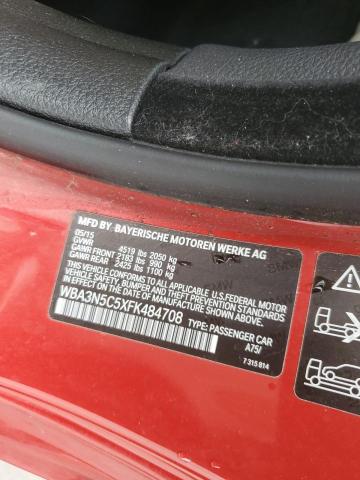 MFD BY: BAYERISCHE MOTOREN WERKE AG
05/15
GVWR 4519 lbs 2050 kg
GAWR FRONT 2183 lbs 990 kg
GAWR REAR 2425 lbs 1100 kg
THIS VEHICLE CONFORMS TO ALL APPLICABLE FEDERAL MOTOR
VEHICLE SAFETY, BUMPER AND THEFT PREVENTION STANDARDS
IN EFFECT ON THE DATE OF MANUFACTURE SHOWN ABOVE.
WBA3N5C5XFK484708 TYPE: PASSENGER CAR
A75/
7 315 814